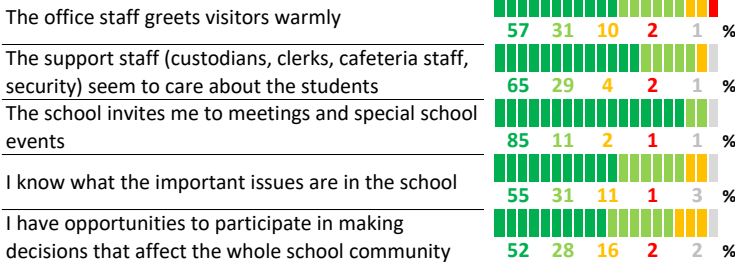 The office staff greets visitors warmly
57 31 10 2 1 %
The support staff (custodians, clerks, cafeteria staff,
security) seem to care about the students
65 29 4 2 1 %
The school invites me to meetings and special school
events
85 11 2 1 1 %
I know what the important issues are in the school
55 31 11 1 3 %
I have opportunities to participate in making
decisions that affect the whole school community
52 28 16 2 2 %